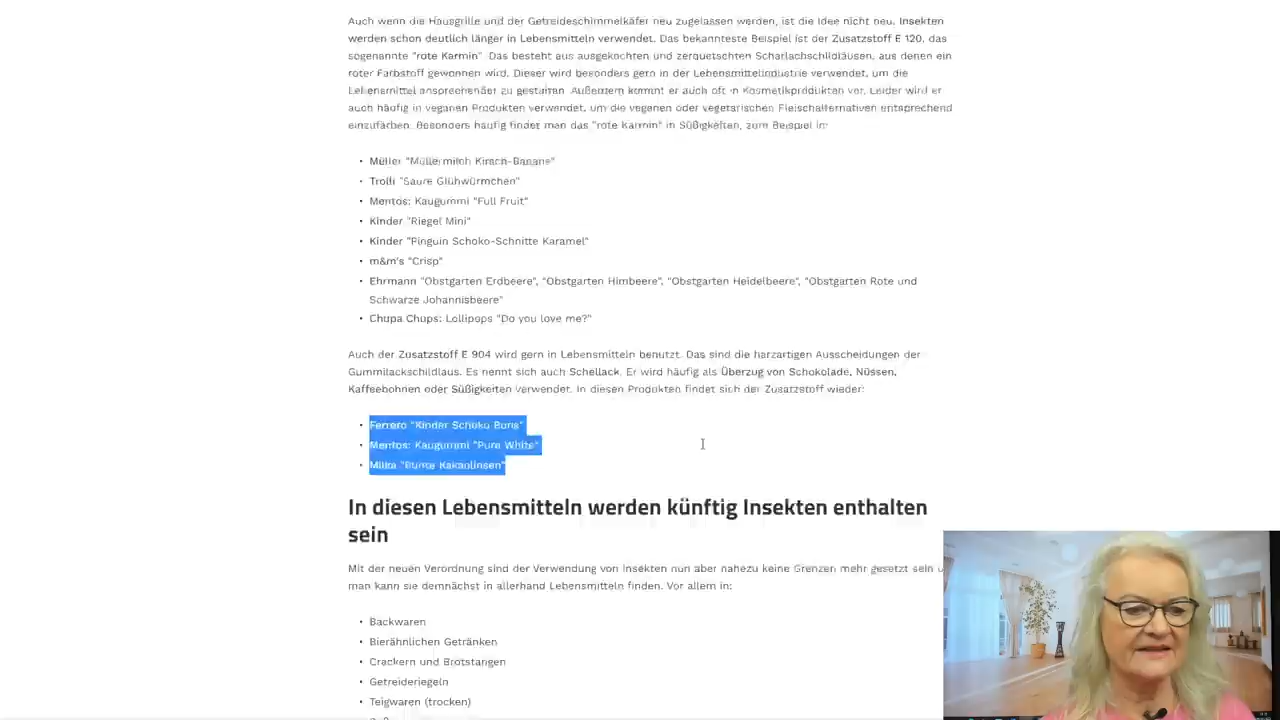 Auch wenn die Hausgrille und der Getreideschimmelkäfer neu zugelassen werden, ist die Idee nicht neu. Insekten
werden schon deutlich länger in Lebensmitteln verwendet. Das bekannteste Beispiel ist der Zusatzstoff E 120, das
sogenannte "rote Karmin". Das besteht aus ausgekochten und zerquetschten Scharlachschildläusen, aus denen ein
roter Farbstoff gewonnen wird. Dieser wird besonders gern in der Lebensmittelindustrie verwendet, um die
Lebensmittel ansprechender zu gestalten. Außerdem kommt er auch oft in Kosmetikprodukten vor. Leider wird er
auch häufig in veganen Produkten verwendet, um die veganen oder vegetarischen Fleischalternativen entsprechend
einzufärben. Besonders häufig findet man das "rote Karmin" in Süßigkeiten, zum Beispiel in:
• Müller "Müllermilch Kirsch-Banane"
• Trolli "Saure Glühwürmchen"
• Mentos: Kaugummi "Full Fruit"
• Kinder "Riegel Mini"
• Kinder "Pinguin Schoko-Schnitte Karamel"
• m&m's "Crisp"
• Ehrmann "Obstgarten Erdbeere", "Obstgarten Himbeere", "Obstgarten Heidelbeere", "Obstgarten Rote und
Schwarze Johannisbeere"
• Chupa Chups: Lollipops "Do you love me?"
Auch der Zusatzstoff E 904 wird gern in Lebensmitteln benutzt. Das sind die harzartigen Ausscheidungen der
Gummilackschildlaus. Es nennt sich auch Schellack. Er wird häufig als Überzug von Schokolade, Nüssen,
Kaffeebohnen oder Süßigkeiten verwendet. In diesen Produkten findet sich der Zusatzstoff wieder:
• Ferrero "Kinder Schoko Bons"
• Mentos: Kaugummi "Pure White"
• Milka "Bunte Kakaolinsen"
In diesen Lebensmitteln werden künftig Insekten enthalten
sein
Mit der neuen Verordnung sind der Verwendung von Insekten nun aber nahezu keine Grenzen mehr gesetzt sein
man kann sie demnächst in allerhand Lebensmitteln finden. Vor allem in:
• Backwaren
• Bierähnlichen Getränken
• Crackern und Brotstangen
• Getreideriegeln
• Teigwaren (trocken)